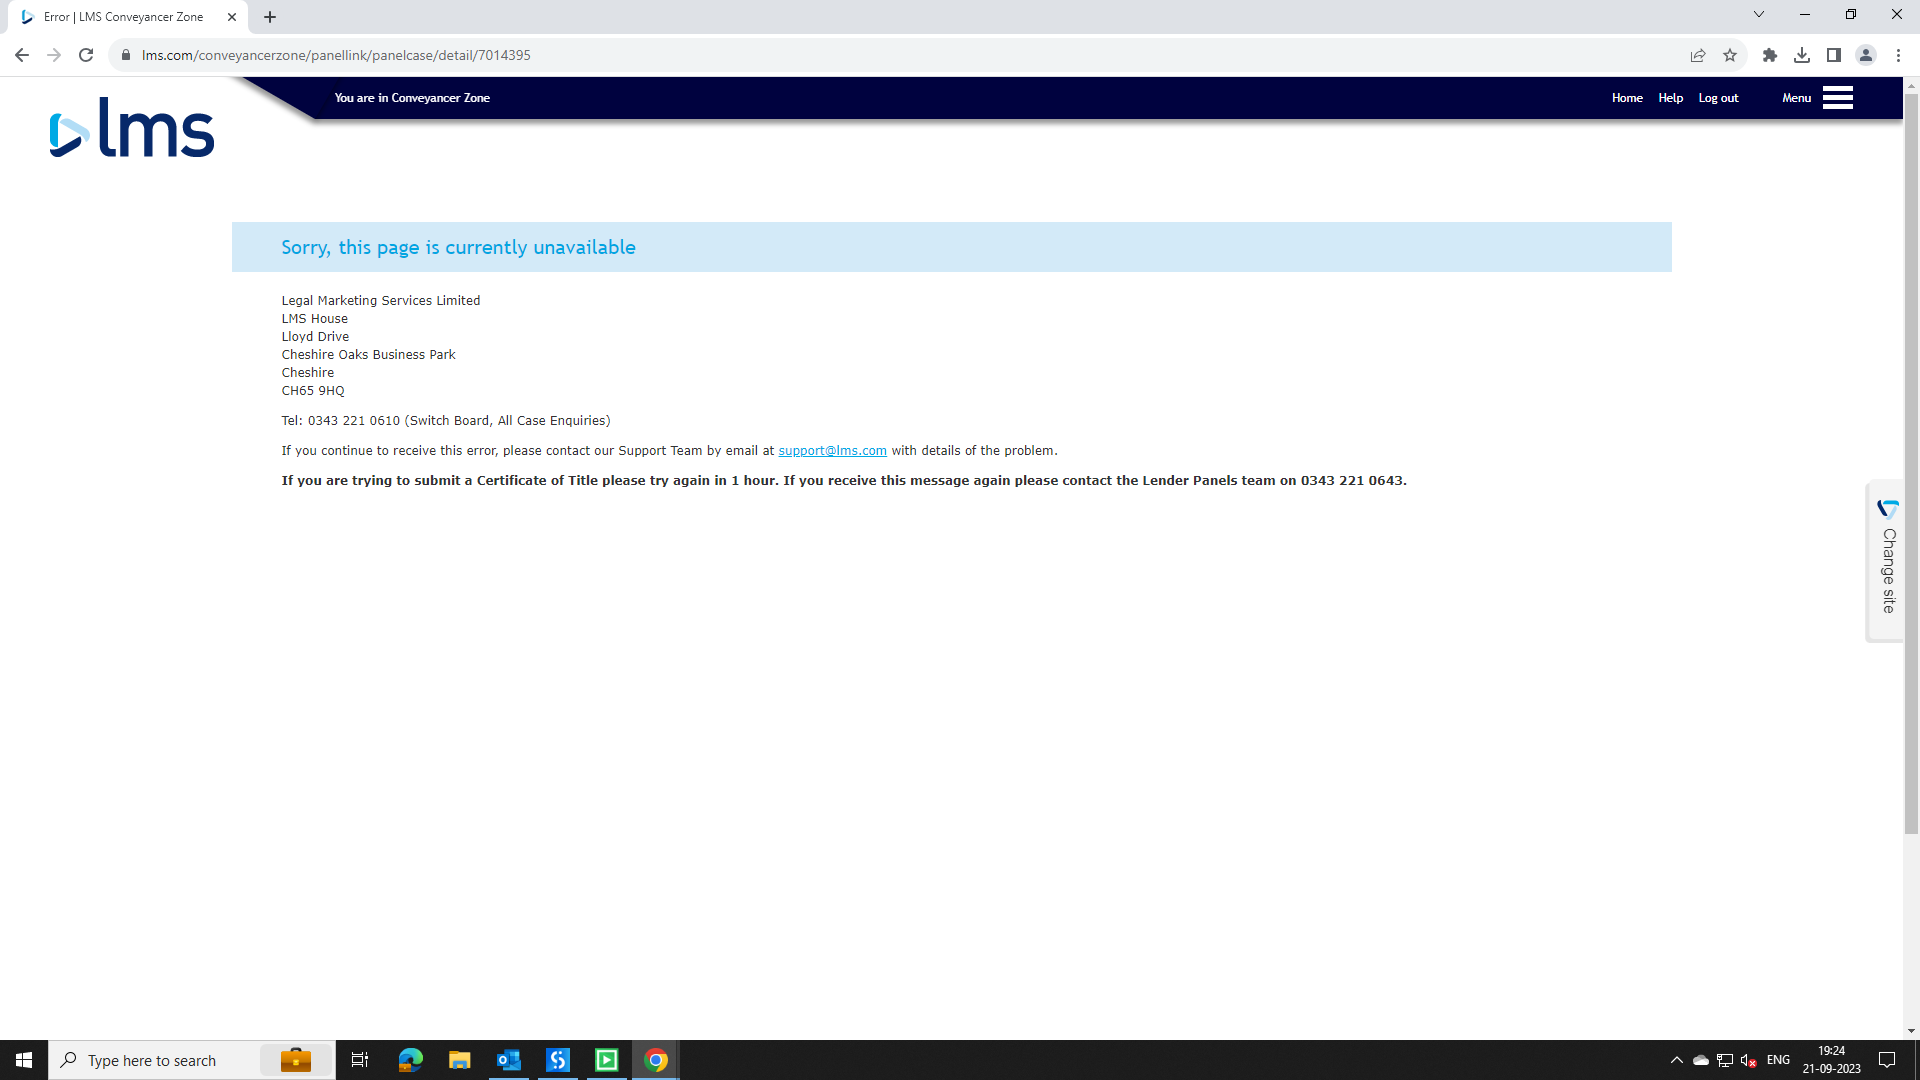 Error | LMS Conveyancer Zone
lms.com/conveyancerzone/panellink/panelcase/detail/7014395
You are in Conveyancer Zone
Home Help Log out Menu
lms
Sorry, this page is currently unavailable
Legal Marketing Services Limited
LMS House
Lloyd Drive
Cheshire Oaks Business Park
Cheshire
CH65 9HQ
Tel: 0343 221 0610 (Switch Board, All Case Enquiries)
If you continue to receive this error, please contact our Support Team by email at support@lms.com with details of the problem.
If you are trying to submit a Certificate of Title please try again in 1 hour. If you receive this message again please contact the Lender Panels team on 0343 221 0643.
Change site
Type here to search
ENG
19:24
21-09-2023